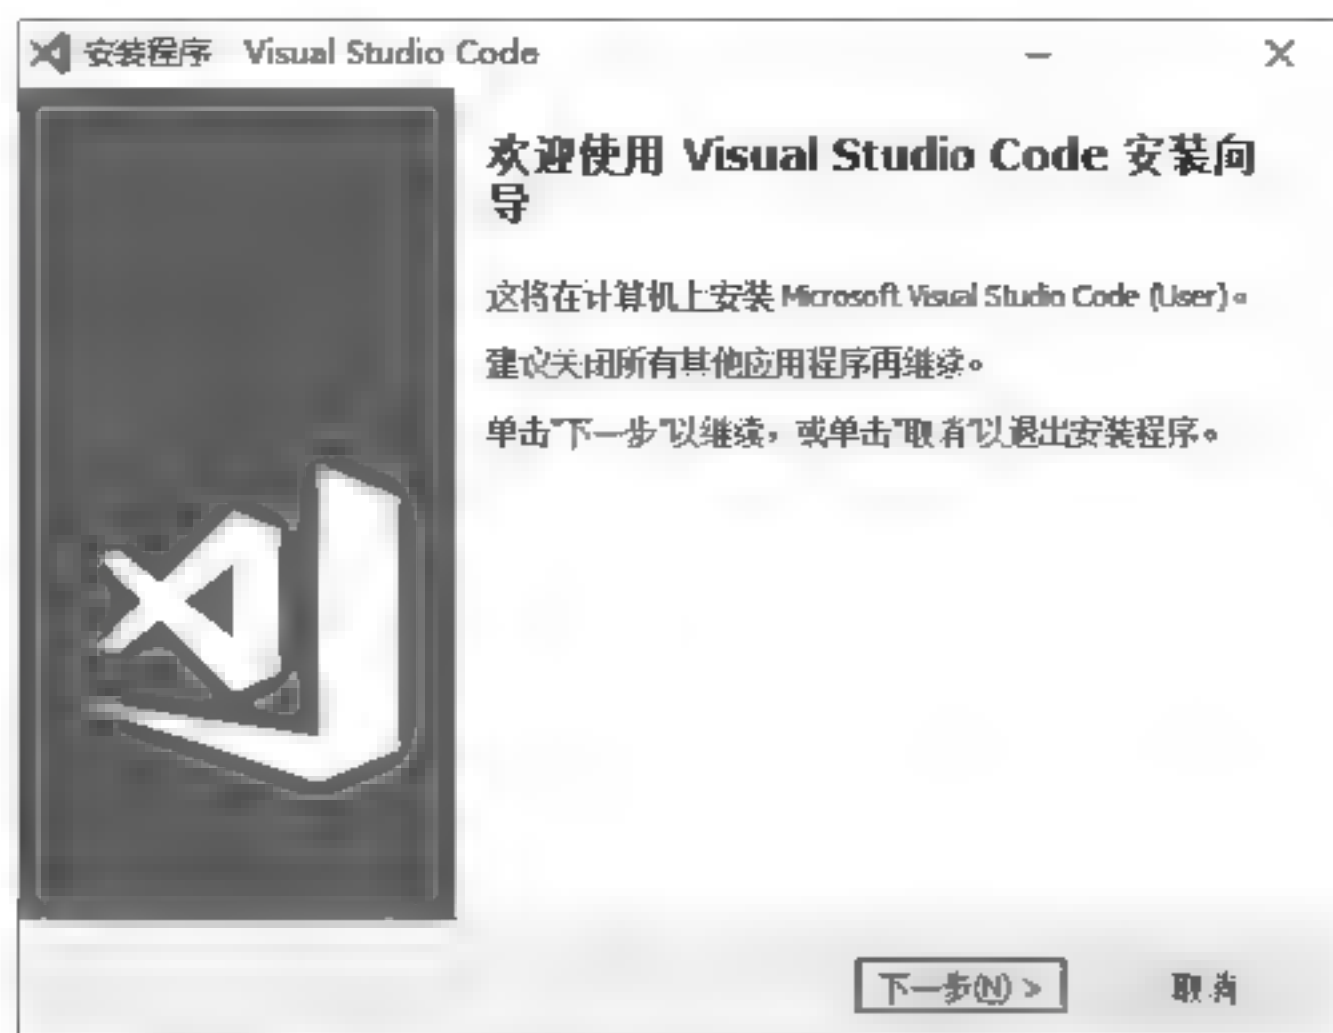 安装程序 Visual Studio Code
欢迎使用 Visual Studio Code 安装向
导
这将在计算机上安装 Microsoft Visual Studio Code (User)。
建议关闭所有其他应用程序再继续。
单击"下一步"以继续，或单击"取消"以退出安装程序。
下一步(N) >
取消